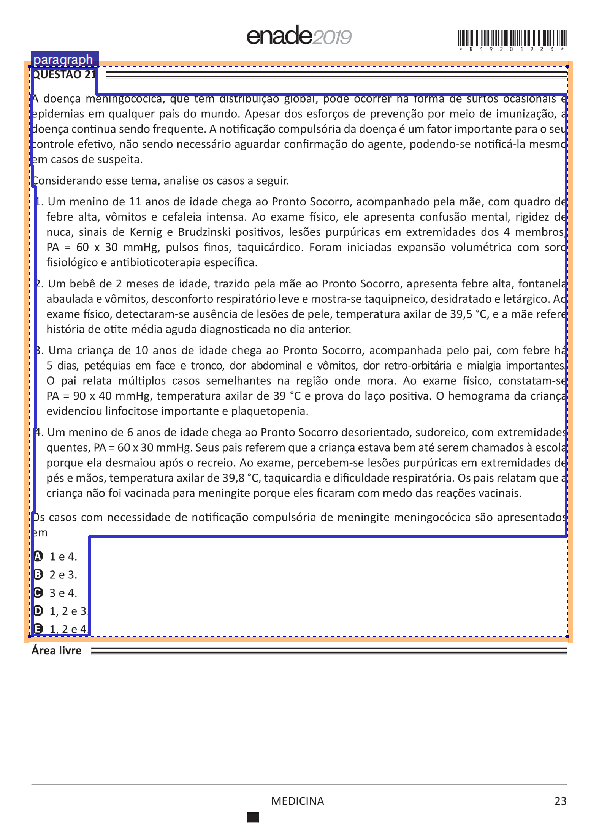 enade2019
paragraph
QUESTÃO 21
A doença meningocócica, que tem distribuição global, pode ocorrer na forma de surtos ocasionais e
epidemias em qualquer país do mundo. Apesar dos esforços de prevenção por meio de imunização, a
doença continua sendo frequente. A notificação compulsória da doença é um fator importante para o seu
controle efetivo, não sendo necessário aguardar confirmação do agente, podendo-se notificá-la mesmo
em casos de suspeita.
Considerando esse tema, analise os casos a seguir.
1. Um menino de 11 anos de idade chega ao Pronto Socorro, acompanhado pela mãe, com quadro de
febre alta, vômitos e cefaleia intensa. Ao exame físico, ele apresenta confusão mental, rigidez de
nuca, sinais de Kernig e Brudzinski positivos, lesões purpúricas em extremidades dos 4 membros,
PA = 60 x 30 mmHg, pulsos finos, taquicárdico. Foram iniciadas expansão volumétrica com soro
fisiológico e antibioticoterapia específica.
2. Um bebê de 2 meses de idade, trazido pela mãe ao Pronto Socorro, apresenta febre alta, fontanela
abaulada e vômitos, desconforto respiratório leve e mostra-se taquipneico, desidratado e letárgico. Ao
exame físico, detectaram-se ausência de lesões de pele, temperatura axilar de 39,5 °C, e a mãe refere
história de otite média aguda diagnosticada no dia anterior.
3. Uma criança de 10 anos de idade chega ao Pronto Socorro, acompanhada pelo pai, com febre há
5 dias, petéquias em face e tronco, dor abdominal e vômitos, dor retro-orbitária e mialgia importantes.
O pai relata múltiplos casos semelhantes na região onde mora. Ao exame físico, constatam-se
PA = 90 x 40 mmHg, temperatura axilar de 39 °C e prova do laço positiva. O hemograma da criança
evidenciou linfocitose importante e plaquetopenia.
4. Um menino de 6 anos de idade chega ao Pronto Socorro desorientado, sudoreico, com extremidades
quentes, PA = 60 x 30 mmHg. Seus pais referem que a criança estava bem até serem chamados à escola
porque ela desmaiou após o recreio. Ao exame, percebem-se lesões purpúricas em extremidades de
pés e mãos, temperatura axilar de 39,8 °C, taquicardia e dificuldade respiratória. Os pais relatam que a
criança não foi vacinada para meningite porque eles ficaram com medo das reações vacinais.
Os casos com necessidade de notificação compulsória de meningite meningocócica são apresentados
em
A 1 e 4.
B 2 e 3.
C 3 e 4.
D 1, 2 e 3.
E 1, 2 e 4.
Área livre
MEDICINA
23